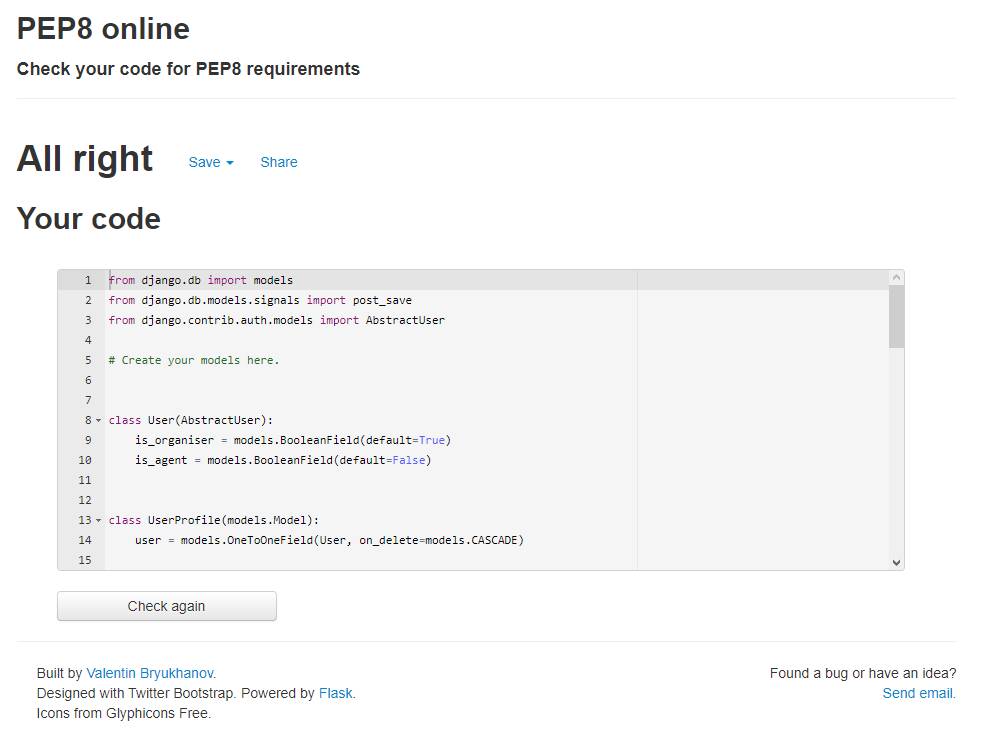 PEP8 online
Check your code for PEP8 requirements
All right Save Share
Your code
1 from django.db import models
2 from django.db.models.signals import post_save
3 from django.contrib.auth.models import AbstractUser
4
5 # Create your models here.
6
7
8 class User(AbstractUser):
9 is_organiser = models.BooleanField(default=True)
10 is_agent = models.BooleanField(default=False)
11
12
13 class UserProfile(models.Model):
14 user = models.OneToOneField(User, on_delete=models.CASCADE)
15
Check again
Built by Valentin Bryukhanov. Found a bug or have an idea?
Designed with Twitter Bootstrap. Powered by Flask. Send email.
Icons from Glyphicons Free.